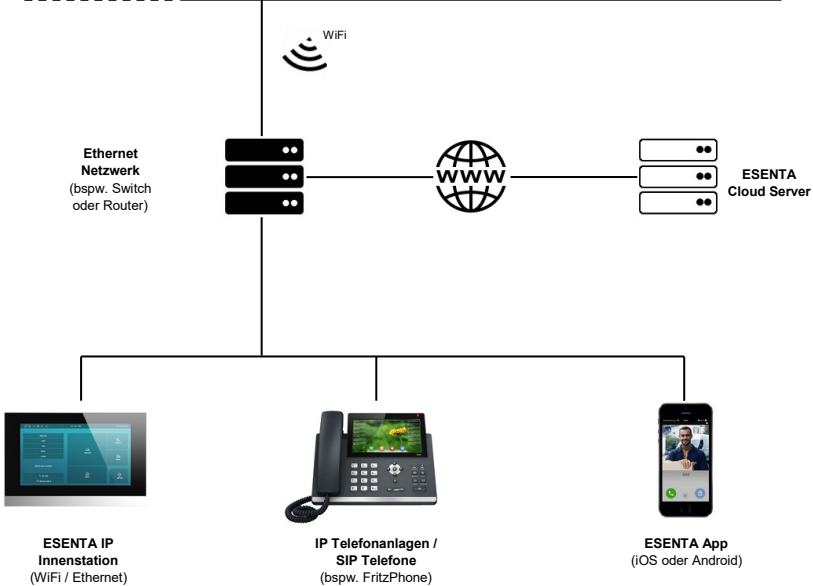 WiFi
Ethernet
Netzwerk
(bspw. Switch
oder Router)
WWW
ESENTA
Cloud Server
ESENTA IP
Innenstation
(WiFi / Ethernet)
IP Telefonanlagen /
SIP Telefone
(bspw. FritzPhone)
ESENTA App
(iOS oder Android)